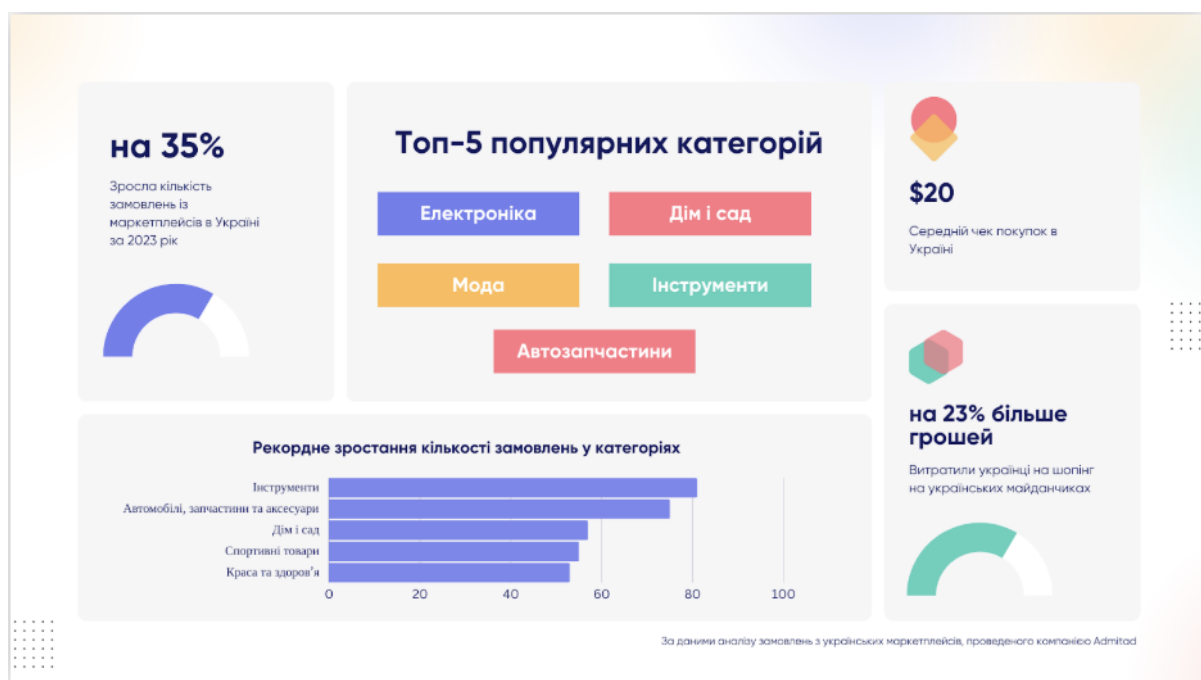 на 35%
Зросла кількість
замовлень із
маркетплейсів в Україні
за 2023 рік
Топ-5 популярних категорій
Електроніка
Дім і сад
Мода
Інструменти
Автозапчастини
$20
Середній чек покупок в
Україні
на 23% більше
грошей
Витратили українці на шопінг
на українських майданчиках
Рекордне зростання кількості замовлень у категоріях
Інструменти
Автомобілі, запчастини та аксесуари
Дім і сад
Спортивні товари
Краса та здоров'я
0 20 40 60 80 100
За даними аналізу замовлень з українських маркетплейсів, проведеного компанією Admitad